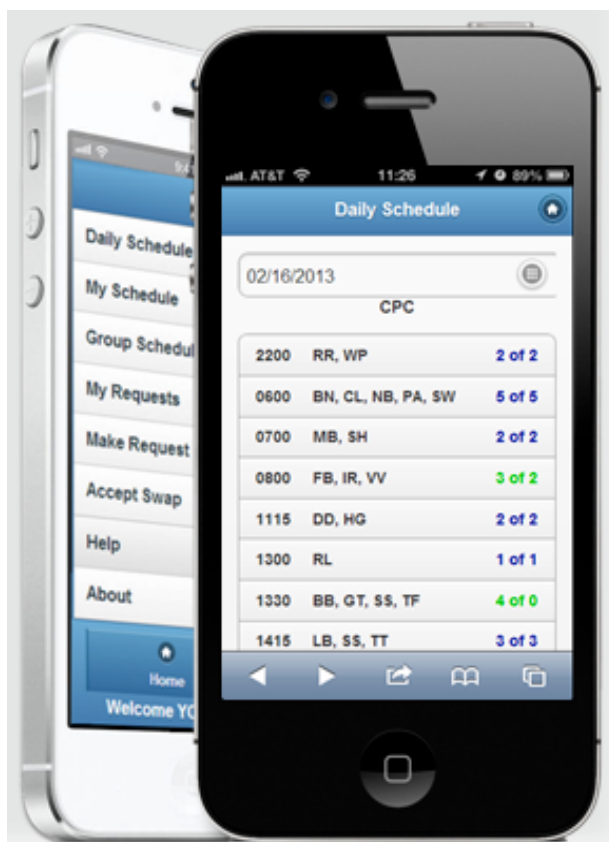 Daily Schedule
My Schedule
Group Schedul
My Requests
Make Request
Accept Swap
Help
About
Home
Welcome YO
AT&T 11:26 89%
Daily Schedule
02/16/2013
CPC
2200 RR, WP 2 of 2
0600 BN, CL, NB, PA, SW 5 of 5
0700 MB, SH 2 of 2
0800 FB, IR, VV 3 of 2
1115 DD, HG 2 of 2
1300 RL 1 of 1
1330 BB, GT, SS, TF 4 of 0
1415 LB, SS, TT 3 of 3